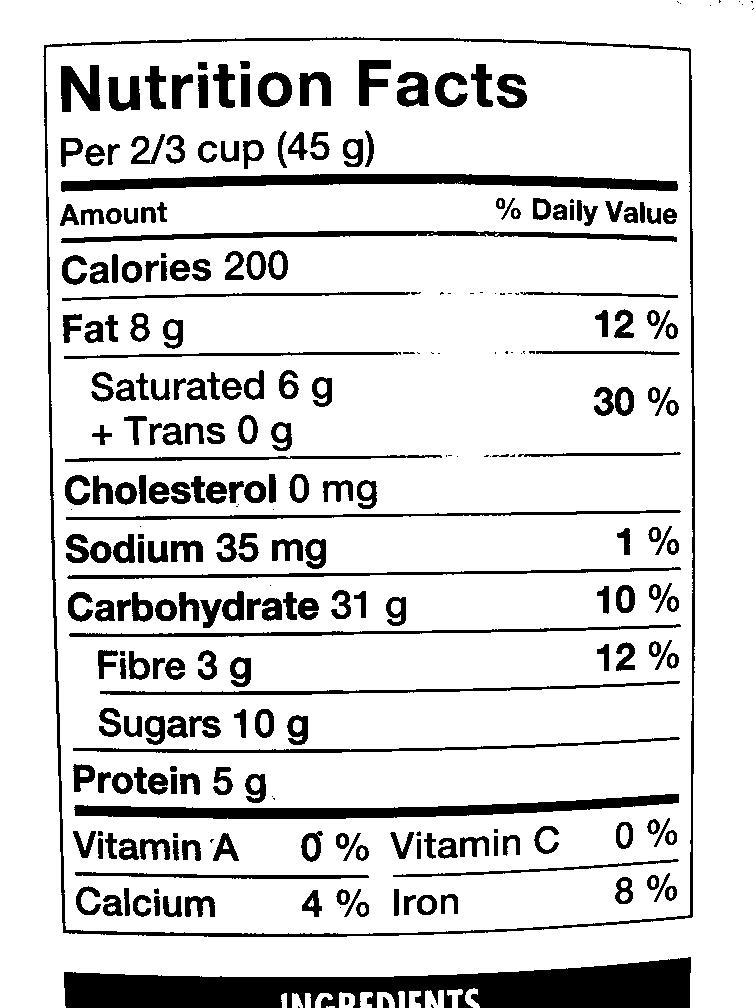 Nutrition Facts
Per 2/3 cup (45 g)
Amount % Daily Value
Calories 200
Fat 8 g 12 %
Saturated 6 g
+ Trans 0 g 30 %
Cholesterol 0 mg
Sodium 35 mg 1 %
Carbohydrate 31 g 10 %
Fibre 3 g 12 %
Sugars 10 g
Protein 5 g
Vitamin A 0 % Vitamin C 0 %
Calcium 4 % Iron 8 %
INGREDIENTS